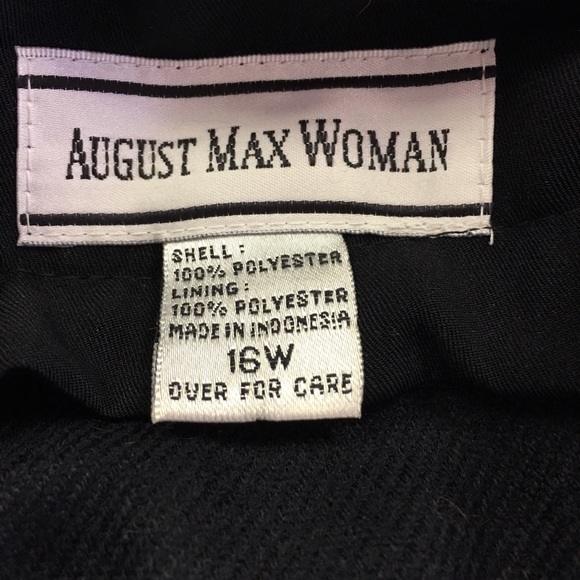 AUGUST MAX WOMAN
SHELL:
100% POLYESTER
LINING:
100% POLYESTER
MADE IN INDONESIA
16W
OVER FOR CARE